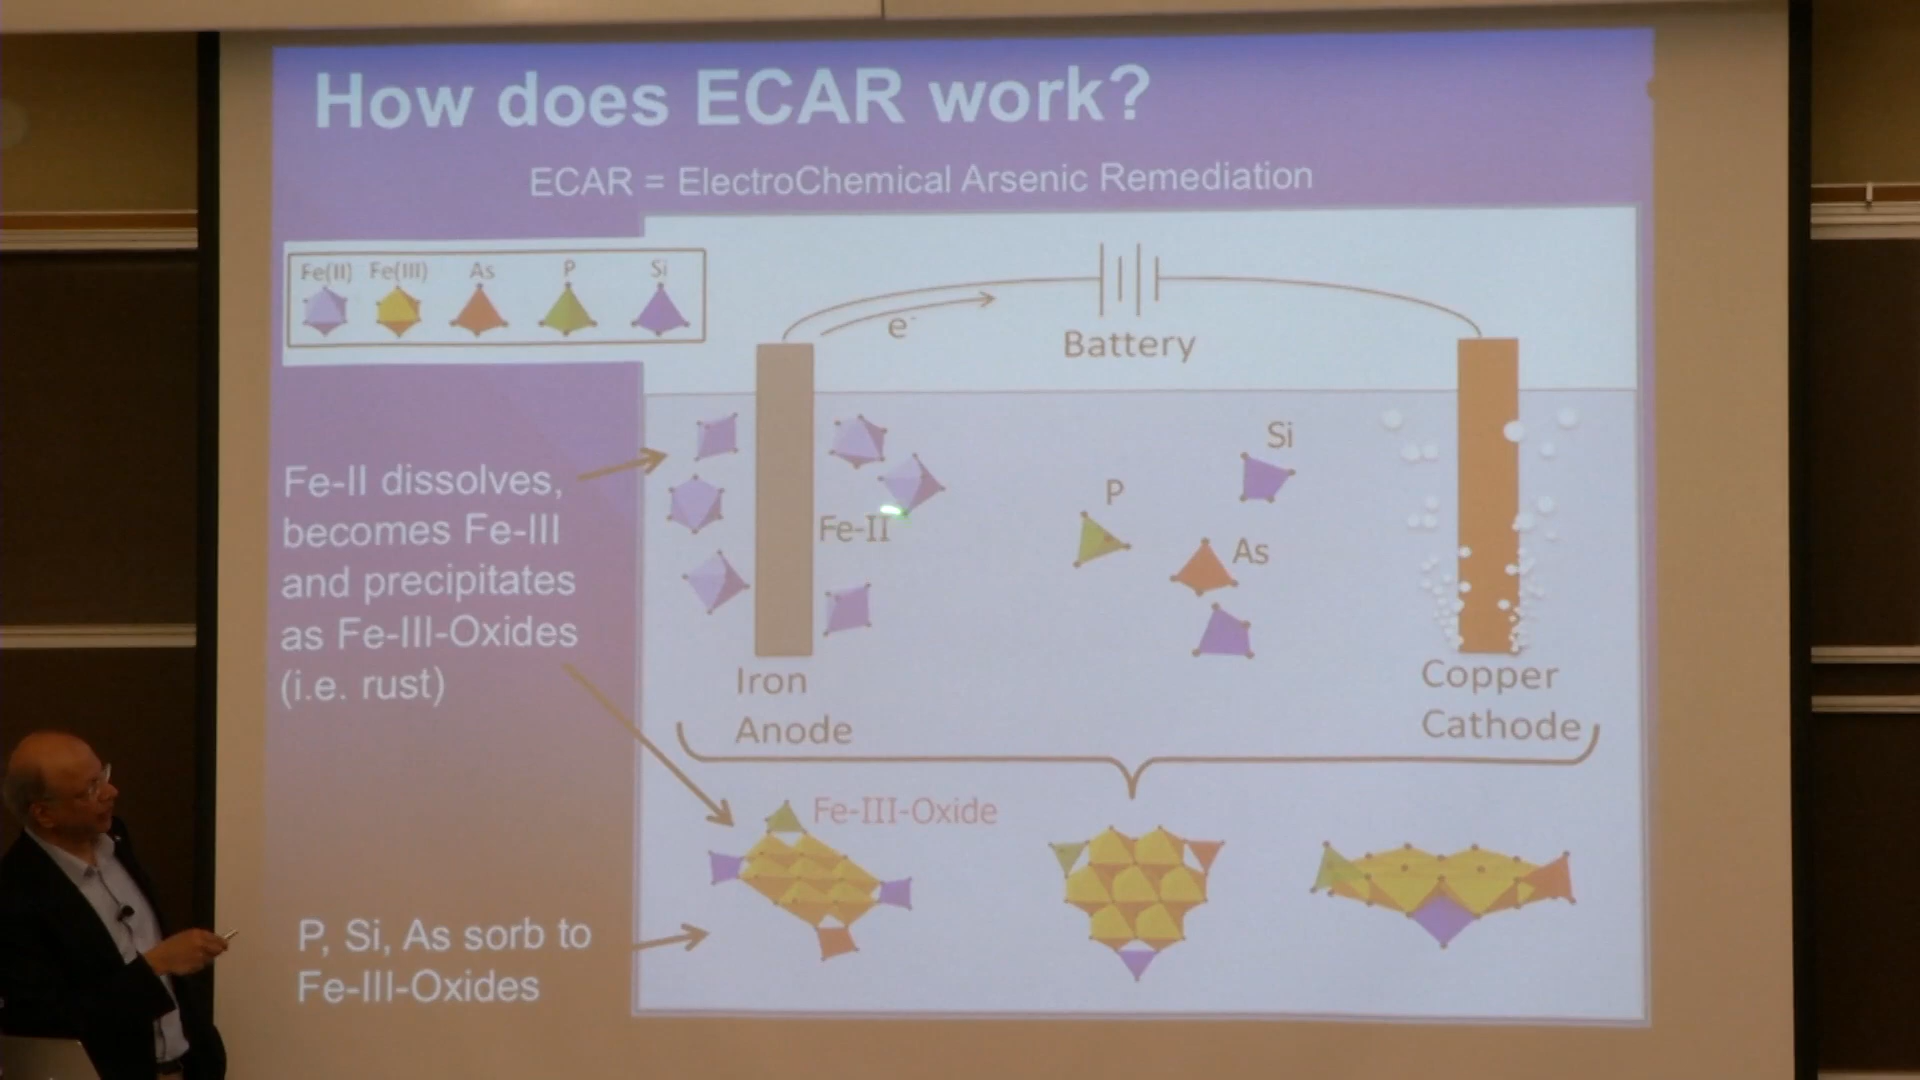 How does ECAR work?
ECAR = ElectroChemical Arsenic Remediation
Fe(II) Fe(III) As P Si
e-
Battery
Fe-II dissolves,
becomes Fe-III
and precipitates
as Fe-III-Oxides
(i.e. rust)
Fe-II
P
Si
As
Iron
Anode
Copper
Cathode
Fe-III-Oxide
P, Si, As sorb to
Fe-III-Oxides